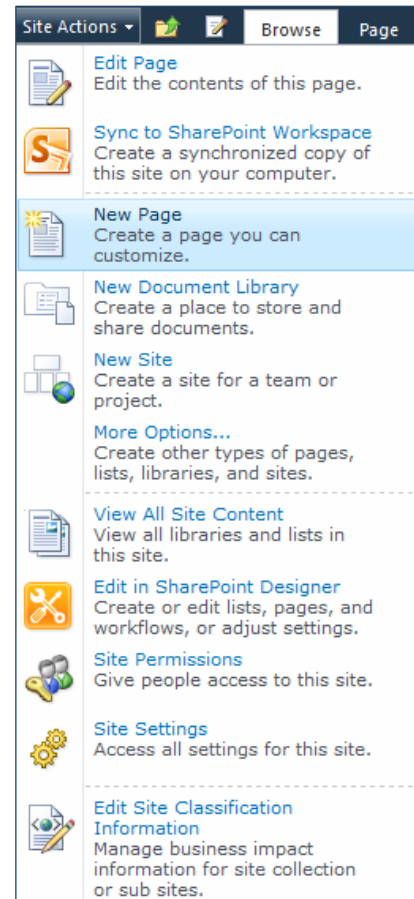 Site Actions Browse Page
Edit Page
Edit the contents of this page.
Sync to SharePoint Workspace
Create a synchronized copy of
this site on your computer.
New Page
Create a page you can
customize.
New Document Library
Create a place to store and
share documents.
New Site
Create a site for a team or
project.
More Options...
Create other types of pages,
lists, libraries, and sites.
View All Site Content
View all libraries and lists in
this site.
Edit in SharePoint Designer
Create or edit lists, pages, and
workflows, or adjust settings.
Site Permissions
Give people access to this site.
Site Settings
Access all settings for this site.
Edit Site Classification
Information
Manage business impact
information for site collection
or sub sites.